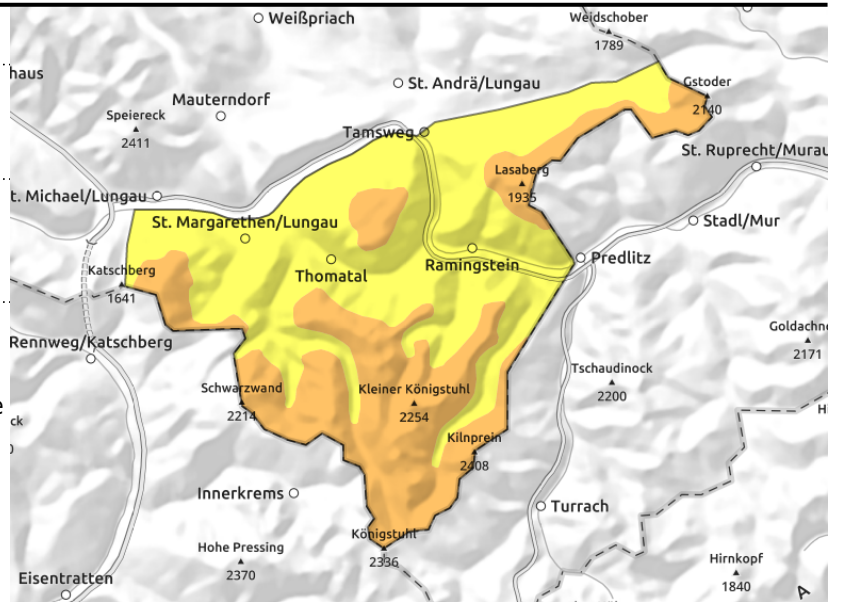 Weißpriach
Weidschober
1789
haus
St. Andrä/Lungau
Gstoder
2140
Mauterndorf
Speiereck
2411
Tamsweg
St. Ruprecht/Murau
Lasaberg
1935
t. Michael/Lungau
St. Margarethen/Lungau
Stadl/Mur
Ramingstein
Predlitz
Thomatal
Katschberg
1641
Goldachn
2171
Rennweg/Katschberg
Tschaudinock
2200
Schwarzwand
2214
Kleiner Königstuhl
2254
e
ck
Hi
Kilnprein
2408
Innerkrems
Turrach
Königstuhl
2336
Hohe Pressing
2370
Hirnkopf
1840
Eisentratten
A